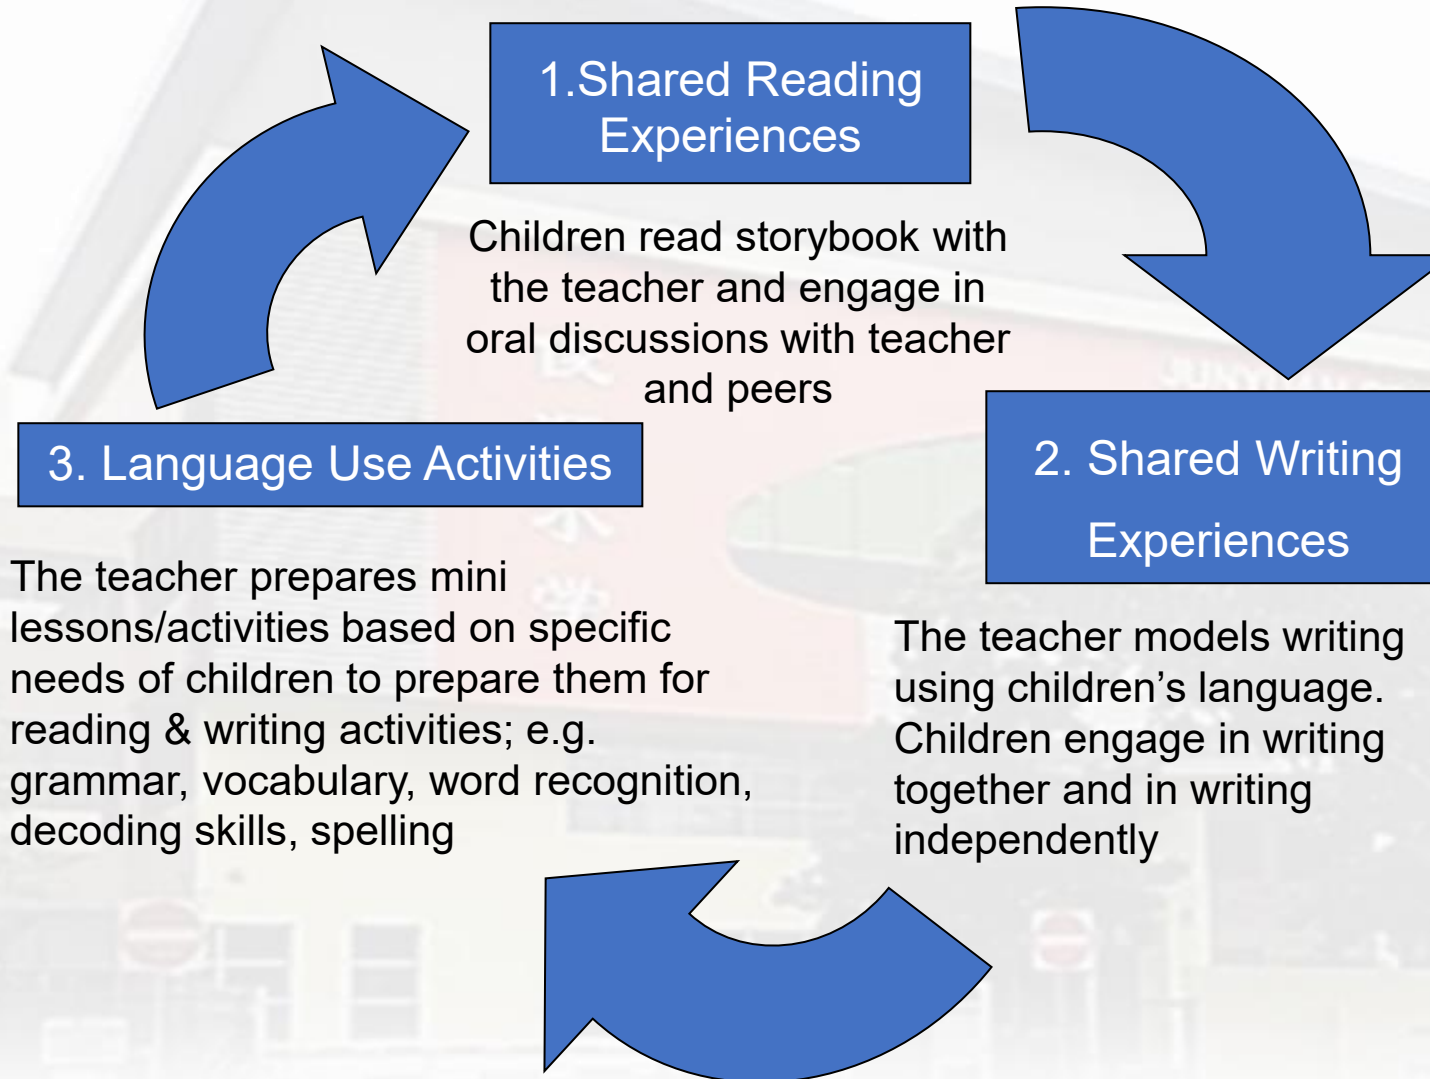 1.Shared Reading
Experiences
Children read storybook with
the teacher and engage in
oral discussions with teacher
and peers
2. Shared Writing
Experiences
The teacher models writing
using children’s language.
Children engage in writing
together and in writing
independently
3. Language Use Activities
The teacher prepares mini
lessons/activities based on specific
needs of children to prepare them for
reading & writing activities; e.g.
grammar, vocabulary, word recognition,
decoding skills, spelling